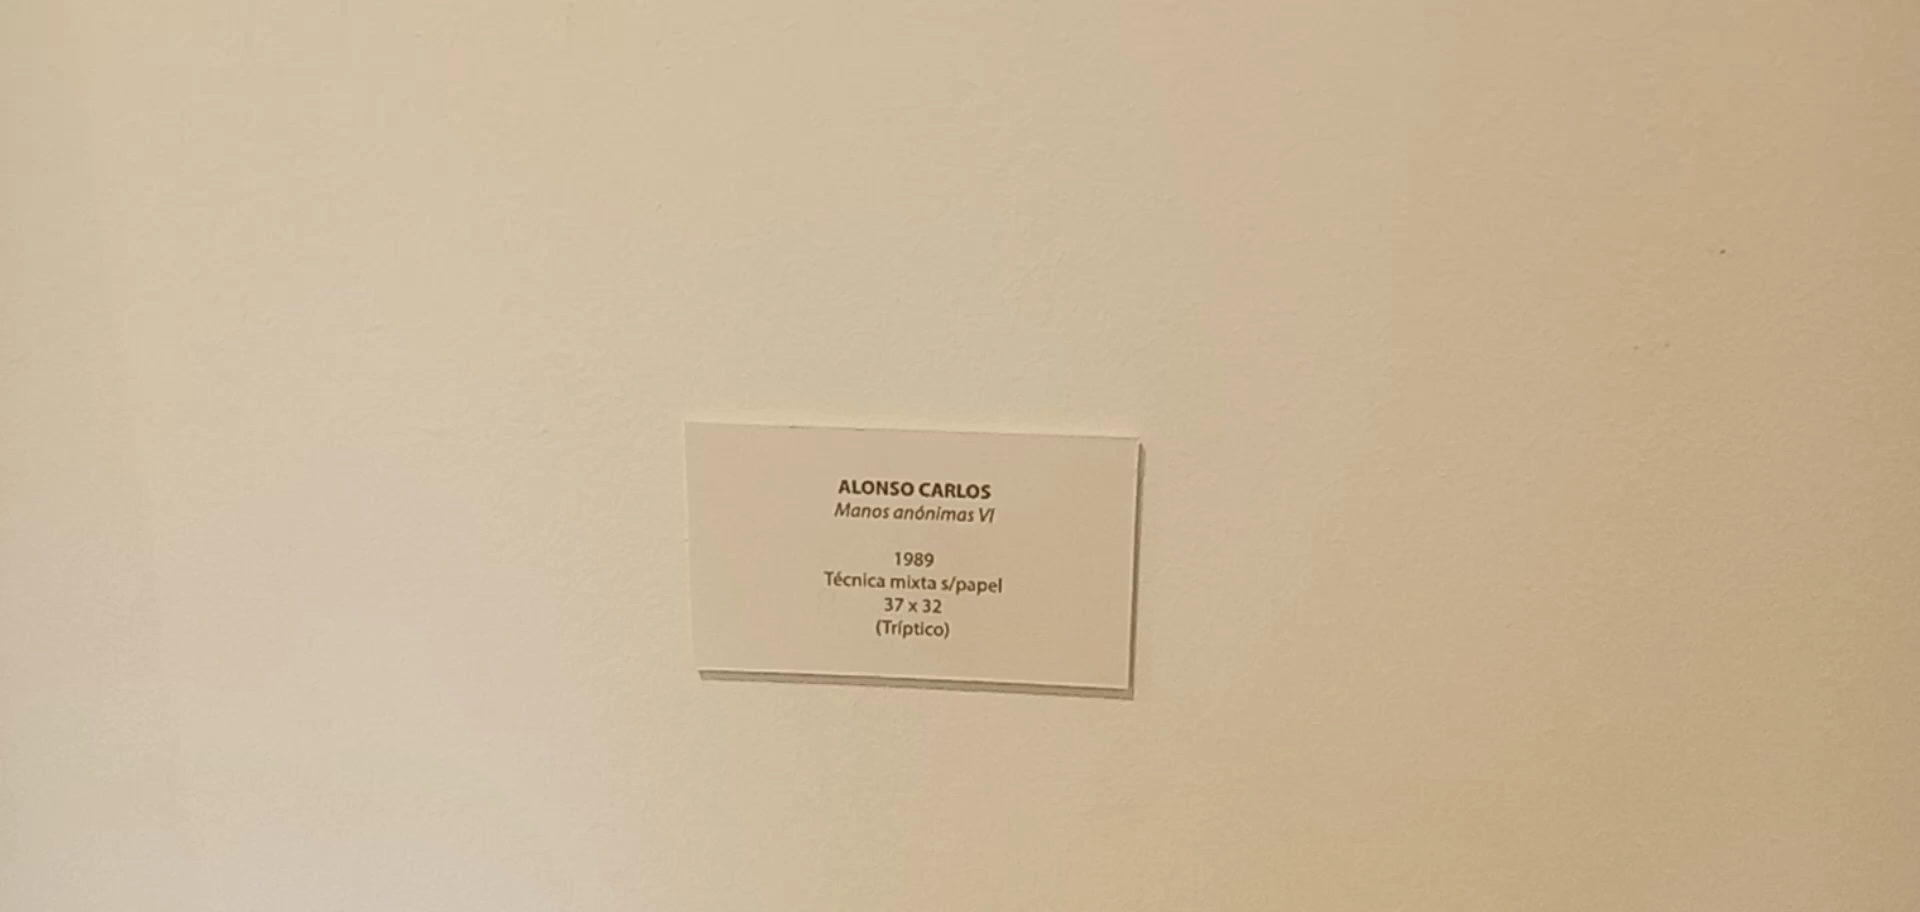 ALONSO CARLOS
Manos anónimas VI
1989
Técnica mixta s/papel
37 x 32
(Tríptico)